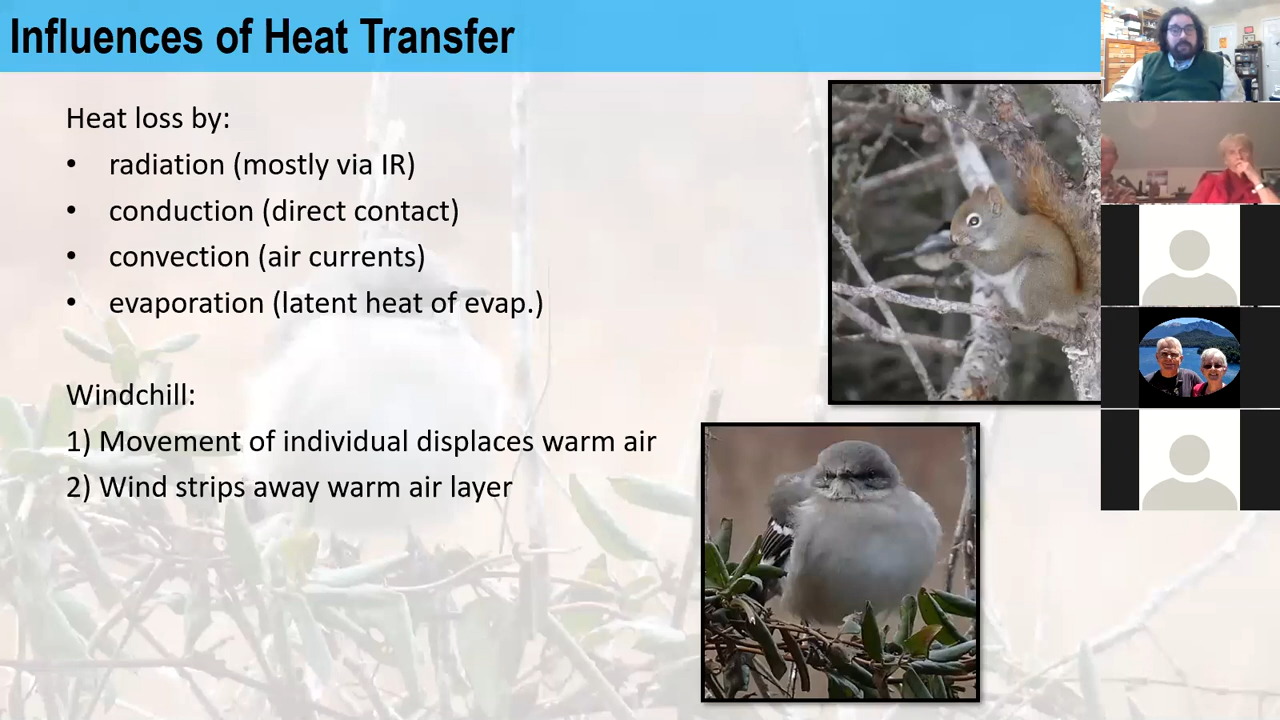 Influences of Heat Transfer
Heat loss by:
• radiation (mostly via IR)
• conduction (direct contact)
• convection (air currents)
• evaporation (latent heat of evap.)
Windchill:
1) Movement of individual displaces warm air
2) Wind strips away warm air layer